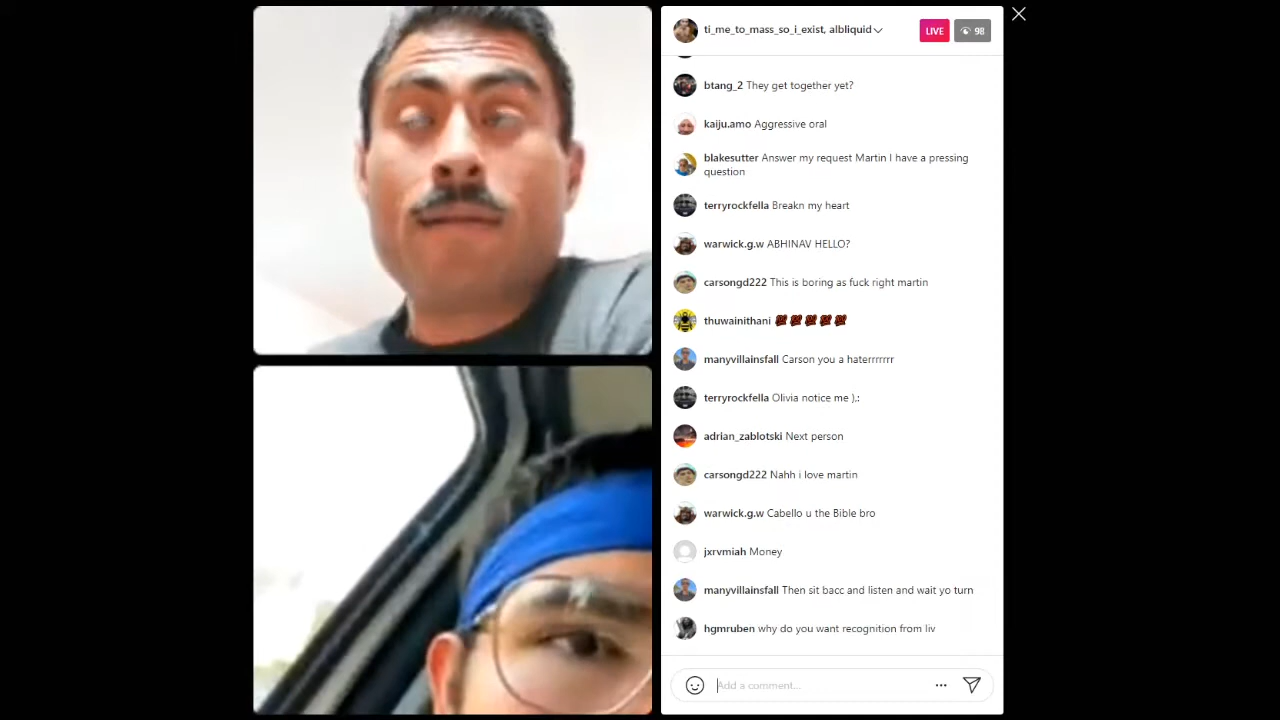 ti_me_to_mass_so_i_exist, albliquid
LIVE
98
btang_2 They get together yet?
kaiju.amo Aggressive oral
blakesutter Answer my request Martin I have a pressing
question
terryrockfella Breakn my heart
warwick.g.w ABHINAV HELLO?
carsongd222 This is boring as fuck right martin
thuwainithani 💯💯💯💯💯
manyvillainsfall Carson you a haterrrrrrr
terryrockfella Olivia notice me ),:
adrian_zablotski Next person
carsongd222 Nahh i love martin
warwick.g.w Cabello u the Bible bro
jxrvmiah Money
manyvillainsfall Then sit bacc and listen and wait yo turn
hgmruben why do you want recognition from liv
Add a comment...